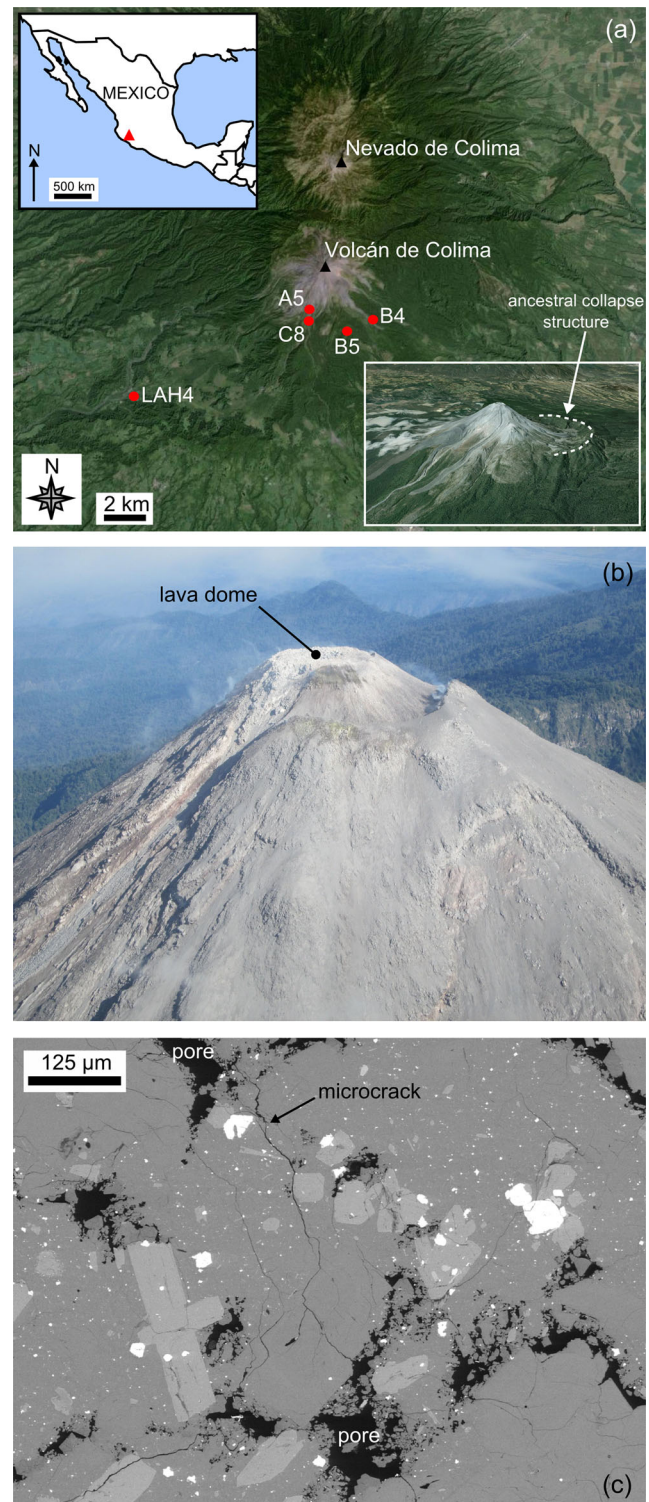 (a)
MEXICO
N
500 km
Nevado de Colima
Volcán de Colima
A5
C8
B4
B5
ancestral collapse
structure
LAH4
N
2 km
(b)
lava dome
125 µm
pore
microcrack
pore
(c)